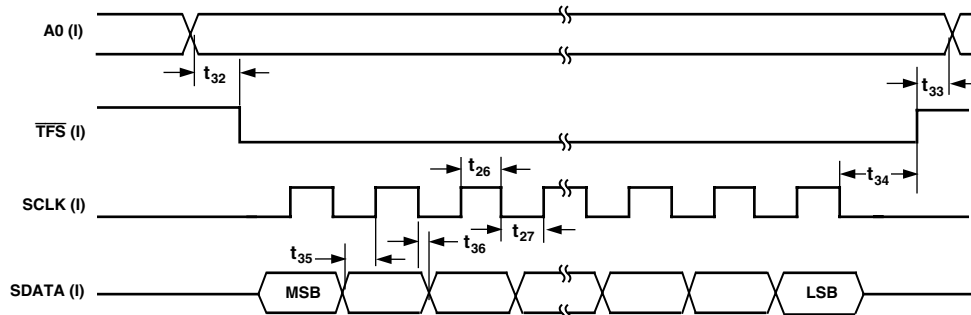 A0 (I)
t32
t33
TFS (I)
t26
t34
SCLK (I)
t27
t36
t35
SDATA (I)
MSB
LSB